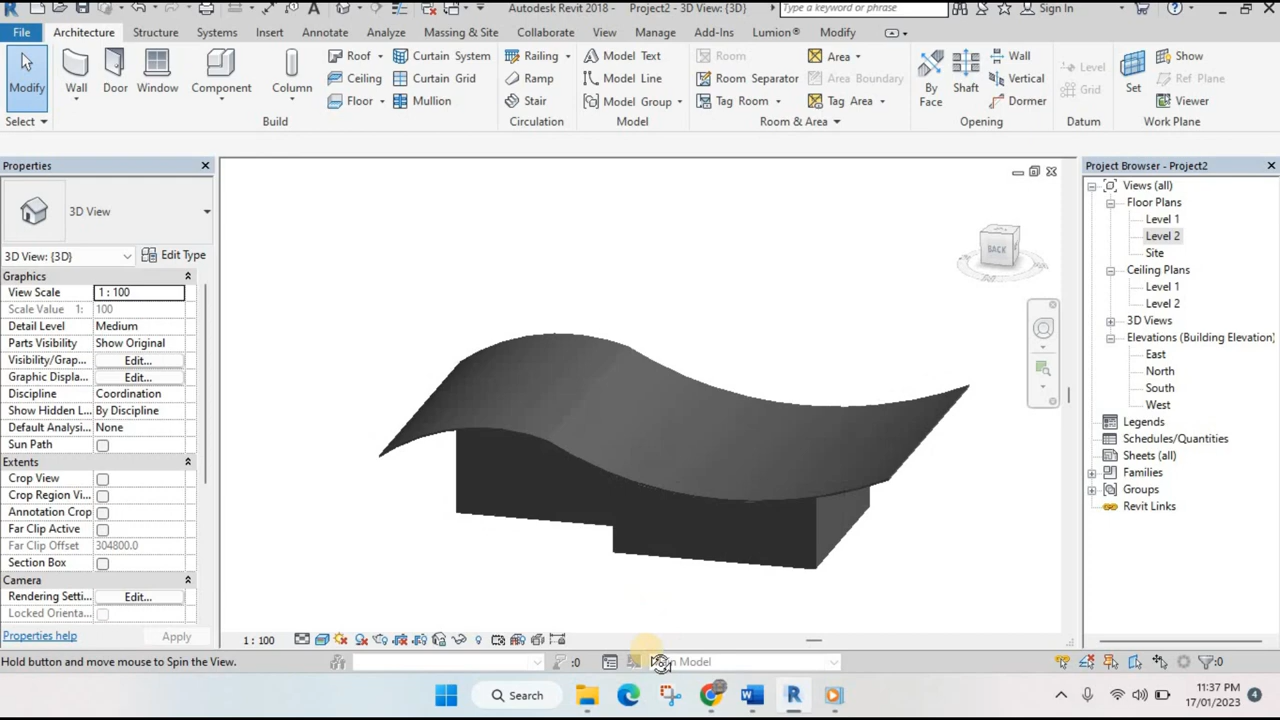 Autodesk Revit 2018 - Project2 - 3D View: {3D}
Type a keyword or phrase
Sign In
File
Architecture
Structure
Systems
Insert
Annotate
Analyze
Massing & Site
Collaborate
View
Manage
Add-Ins
Lumion®
Modify
Modify
Wall
Door
Window
Component
Column
Roof
Ceiling
Floor
Curtain System
Curtain Grid
Mullion
Railing
Ramp
Stair
Model Text
Model Line
Model Group
Room
Room Separator
Tag Room
Area
Area Boundary
Tag Area
By
Face
Shaft
Wall
Vertical
Dormer
Level
Grid
Set
Show
Ref Plane
Viewer
Select
Build
Circulation
Model
Room & Area
Opening
Datum
Work Plane
Properties
3D View
3D View: {3D}
Edit Type
Graphics
View Scale
1 : 100
Scale Value 1:
100
Detail Level
Medium
Parts Visibility
Show Original
Visibility/Grap...
Edit...
Graphic Displa...
Edit...
Discipline
Coordination
Show Hidden L...
By Discipline
Default Analysi...
None
Sun Path
Extents
Crop View
Crop Region Vi...
Annotation Crop
Far Clip Active
Far Clip Offset
304800.0
Section Box
Camera
Rendering Setti...
Edit...
Locked Orienta...
Properties help
Apply
BACK
Project Browser - Project2
Views (all)
Floor Plans
Level 1
Level 2
Site
Ceiling Plans
Level 1
Level 2
3D Views
Elevations (Building Elevation)
East
North
South
West
Legends
Schedules/Quantities
Sheets (all)
Families
Groups
Revit Links
1 : 100
Hold button and move mouse to Spin the View.
:0
Model
:0
Search
11:37 PM
17/01/2023
4